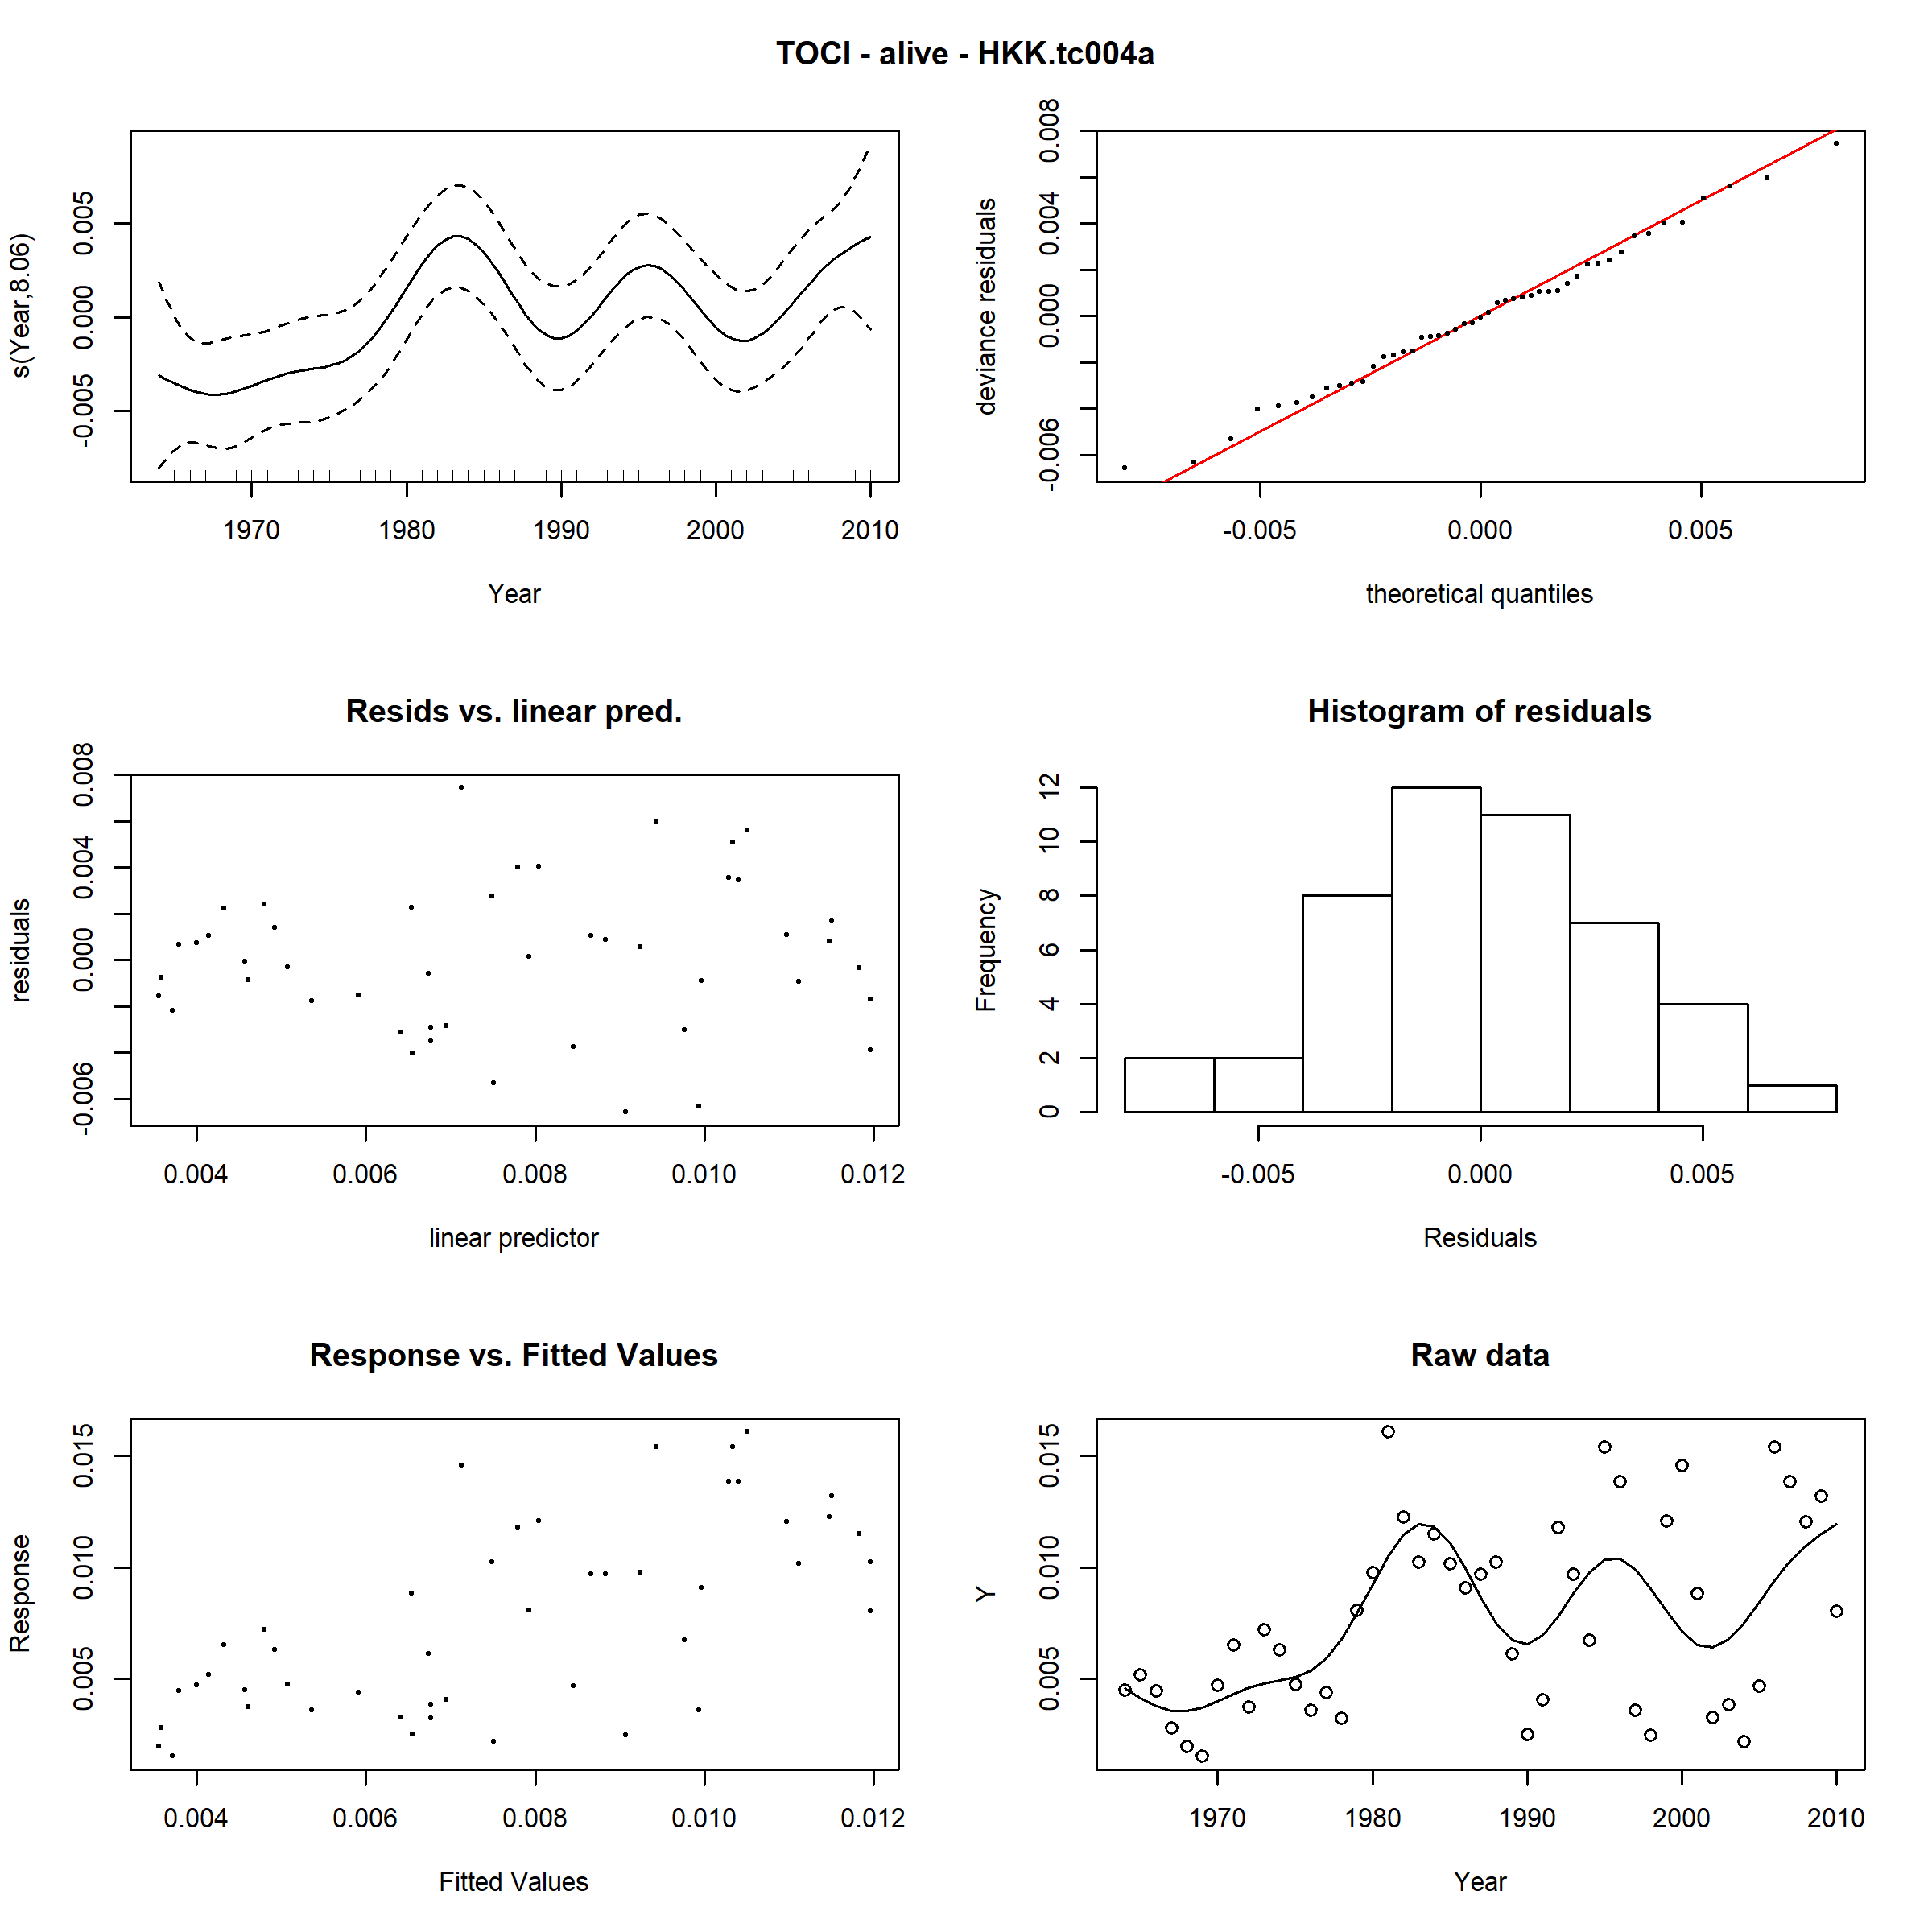 TOCI - alive - HKK.tc004a
s(Year,8.06)
-0.005 0.000 0.005
1970 1980 1990 2000 2010
Year
deviance residuals
-0.006 0.000 0.004 0.008
-0.005 0.000 0.005
theoretical quantiles
Resids vs. linear pred.
residuals
-0.006 0.000 0.004 0.008
0.004 0.006 0.008 0.010 0.012
linear predictor
Histogram of residuals
Frequency
0 2 4 6 8 10 12
-0.005 0.000 0.005
Residuals
Response vs. Fitted Values
Response
0.005 0.010 0.015
0.004 0.006 0.008 0.010 0.012
Fitted Values
Raw data
Y
0.005 0.010 0.015
1970 1980 1990 2000 2010
Year